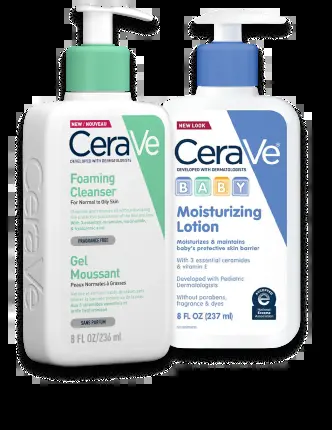 NEW / NOUVEAU
CeraVe
DEVELOPED WITH DERMATOLOGISTS
Foaming
Cleanser
For Normal to Oily Skin
FRAGRANCE FREE
Gel
Moussant
Peaux Normales à Grasses
SANS PARFUM
8 FL OZ/236 mL
CeraVe
NEW LOOK
CeraVe
DEVELOPED WITH DERMATOLOGISTS
BABY
Moisturizing
Lotion
Moisturizes & maintains
baby's protective skin barrier
With 3 essential ceramides
& vitamin E
Developed with Pediatric
Dermatologists
Without parabens,
fragrance & dyes
8 FL OZ (237 ml)